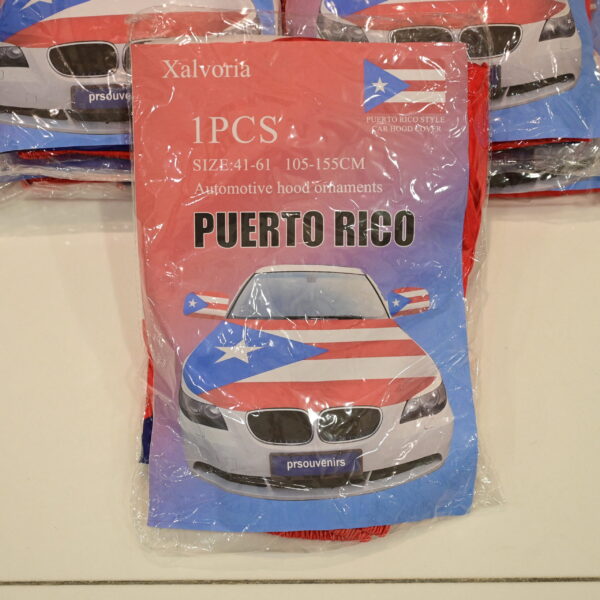 prsouvenirs
Xalvoria
PUERTO RICO STYLE
CAR HOOD COVER
1PCS
SIZE:41-61 105-155CM
Automotive hood ornaments
PUERTO RICO
prsouvenirs